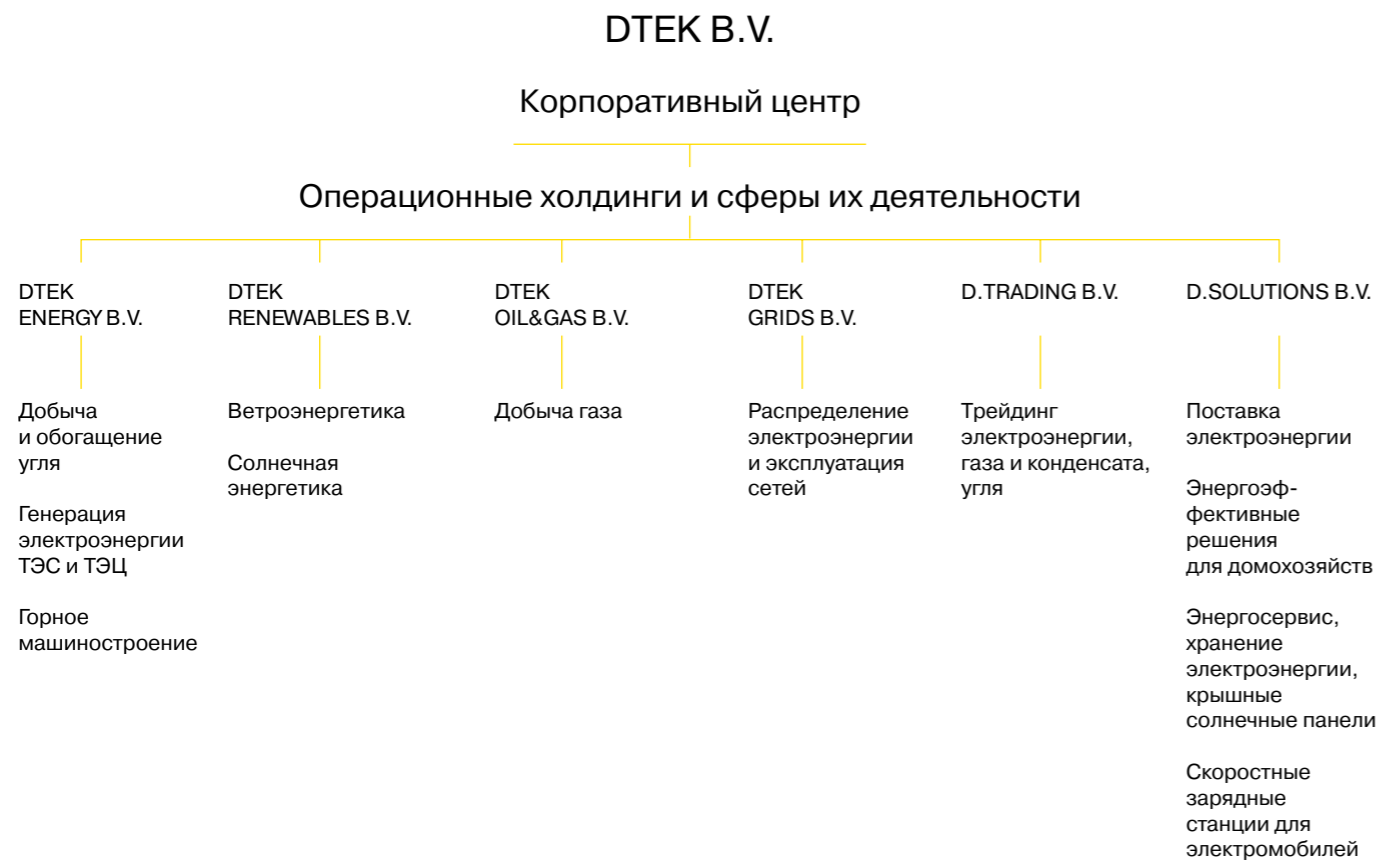 DTEK B.V.
Корпоративный центр
Операционные холдинги и сферы их деятельности
DTEK
ENERGY B.V.
Добыча
и обогащение
угля
Генерация
электроэнергии
ТЭС и ТЭЦ
Горное
машиностроение
DTEK
RENEWABLES B.V.
Ветроэнергетика
Солнечная
энергетика
DTEK
OIL&GAS B.V.
Добыча газа
DTEK
GRIDS B.V.
Распределение
электроэнергии
и эксплуатация
сетей
D.TRADING B.V.
Трейдинг
электроэнергии,
газа и конденсата,
угля
D.SOLUTIONS B.V.
Поставка
электроэнергии
Энергоэф-
фективные
решения
для домохозяйств
Энергосервис,
хранение
электроэнергии,
крышные
солнечные панели
Скоростные
зарядные
станции для
электромобилей